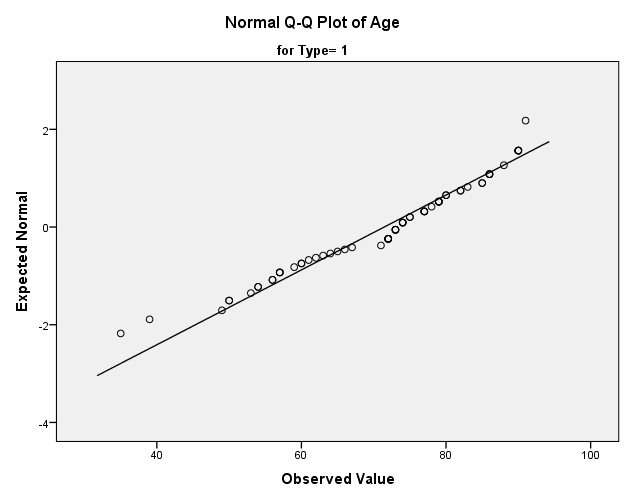 Normal Q-Q Plot of Age
for Type= 1
Expected Normal
2
0
-2
-4
40 60 80 100
Observed Value